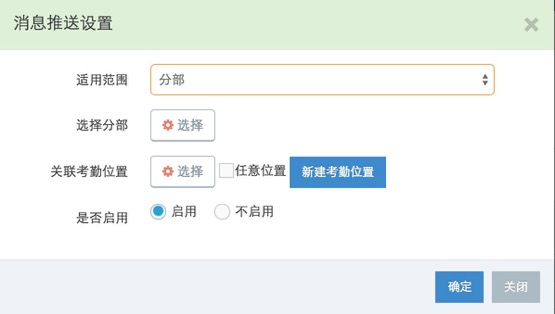 消息推送设置
适用范围 分部
选择分部 选择
关联考勤位置 选择 任意位置 新建考勤位置
是否启用 启用 不启用
确定 关闭